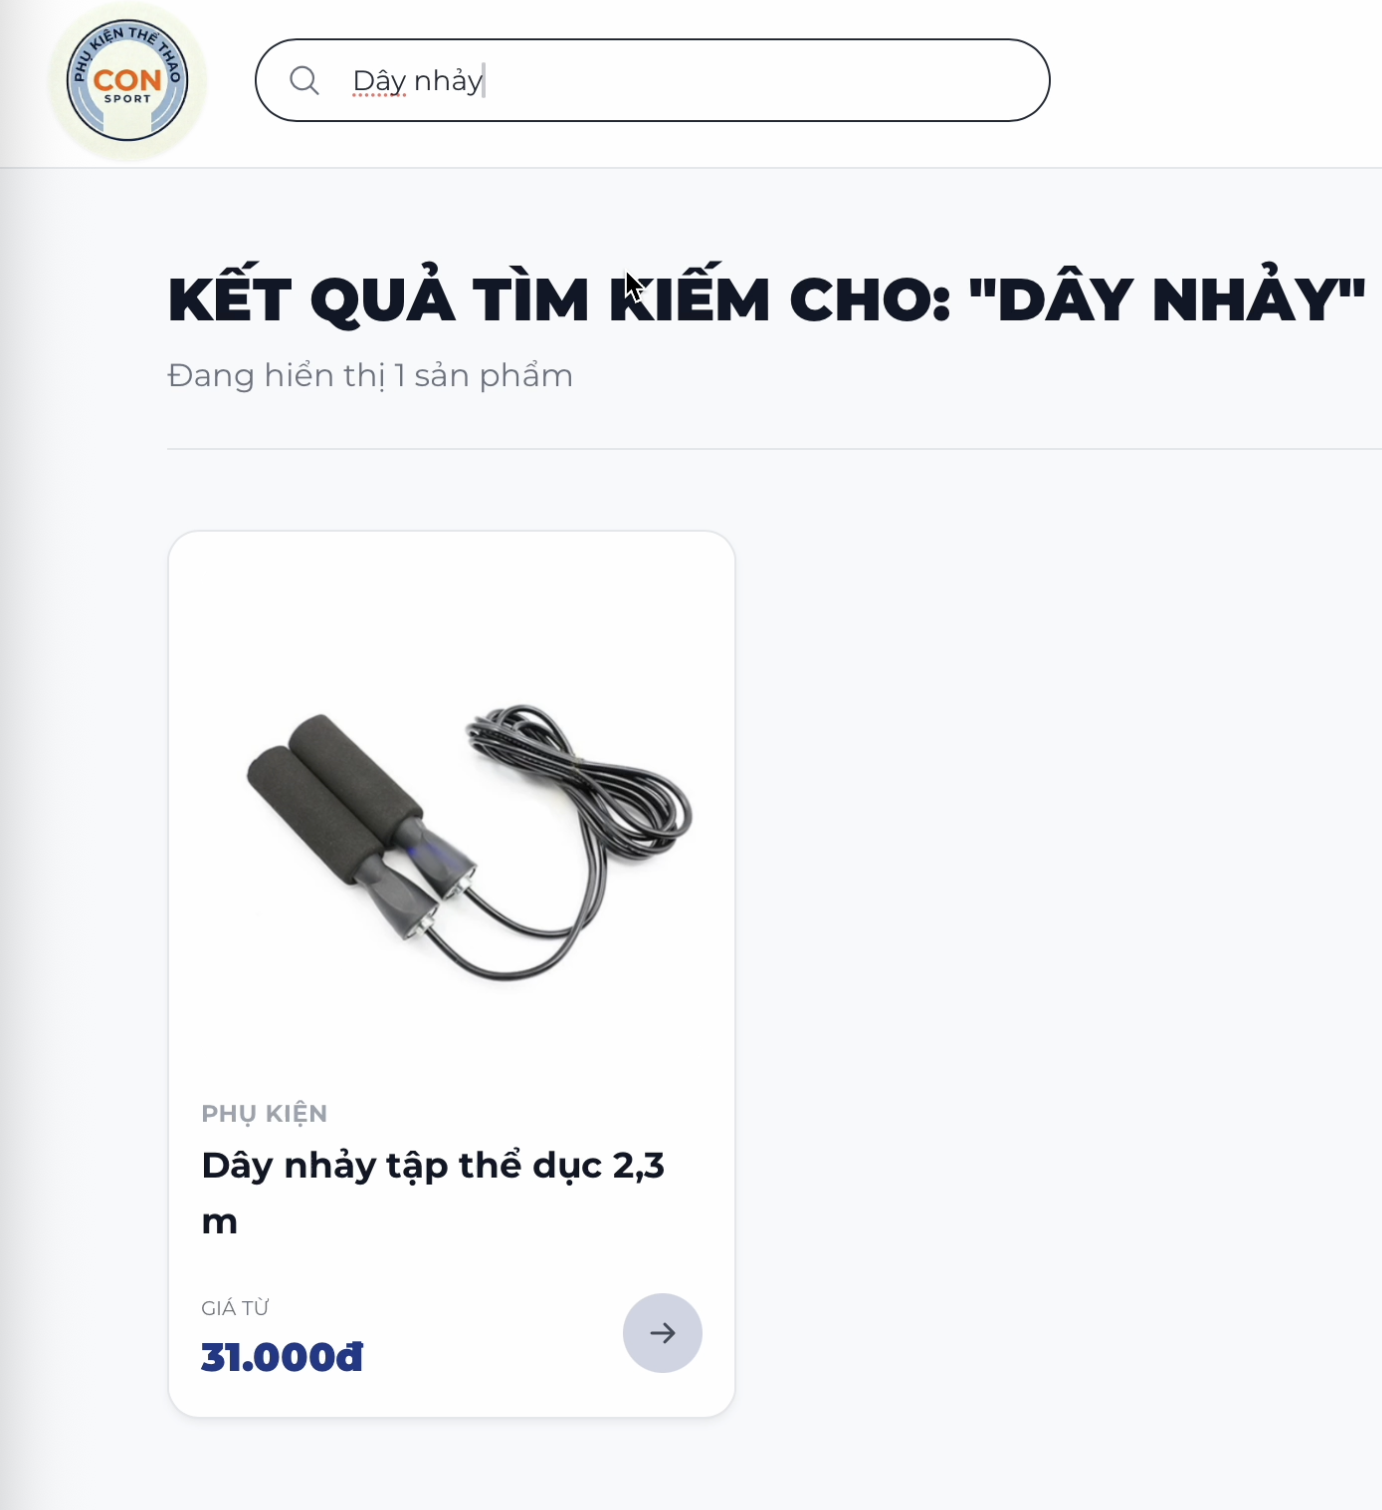 PHỤ KIỆN THỂ THAO
CON
SPORT
Dây nhảy
KẾT QUẢ TÌM KIẾM CHO: "DÂY NHẢY"
Đang hiển thị 1 sản phẩm
PHỤ KIỆN
Dây nhảy tập thể dục 2,3
m
GIÁ TỪ
31.000đ